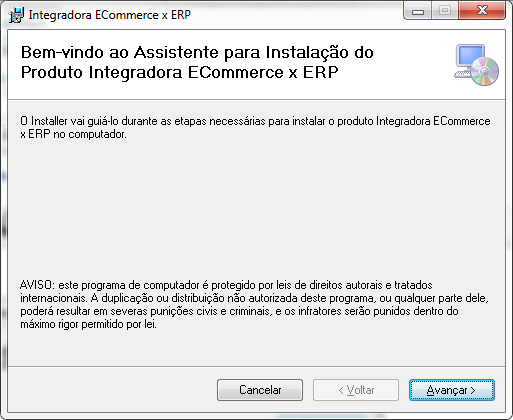 Integradora ECommerce x ERP
Bem-vindo ao Assistente para Instalação do
Produto Integradora ECommerce x ERP
O Installer vai guiá-lo durante as etapas necessárias para instalar o produto Integradora ECommerce
x ERP no computador.
AVISO: este programa de computador é protegido por leis de direitos autorais e tratados
internacionais. A duplicação ou distribuição não autorizada deste programa, ou qualquer parte dele,
poderá resultar em severas punições civis e criminais, e os infratores serão punidos dentro do
máximo rigor permitido por lei.
Cancelar
< Voltar
Avançar >